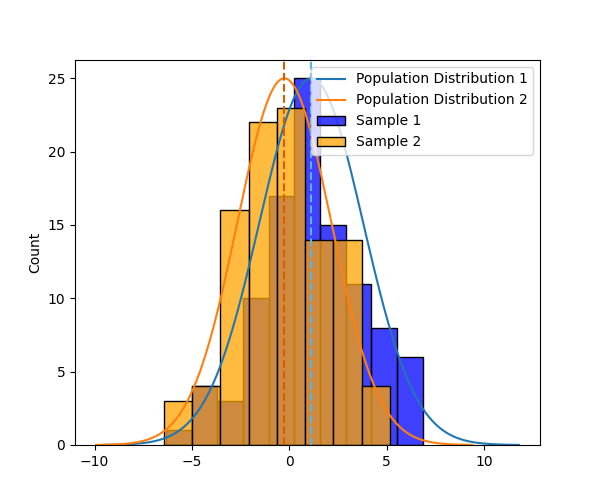 Population Distribution 1
Population Distribution 2
Sample 1
Sample 2
Count
25
20
15
10
5
0
−10 −5 0 5 10